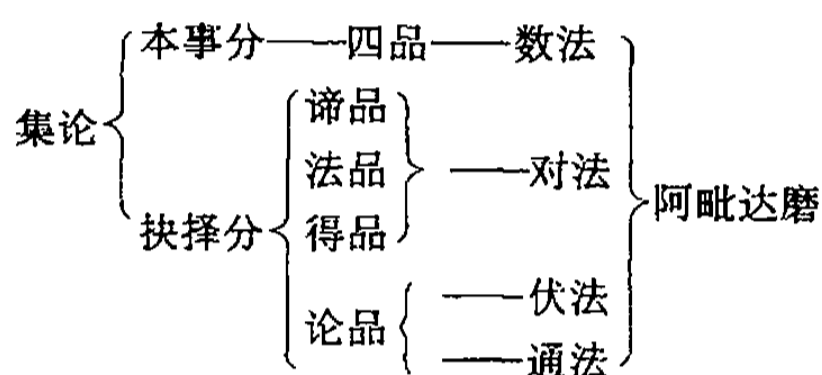 本事分——四品——数法
谛品
集论
法品 ——对法
阿毗达磨
抉择分 得品
——伏法
论品
——通法